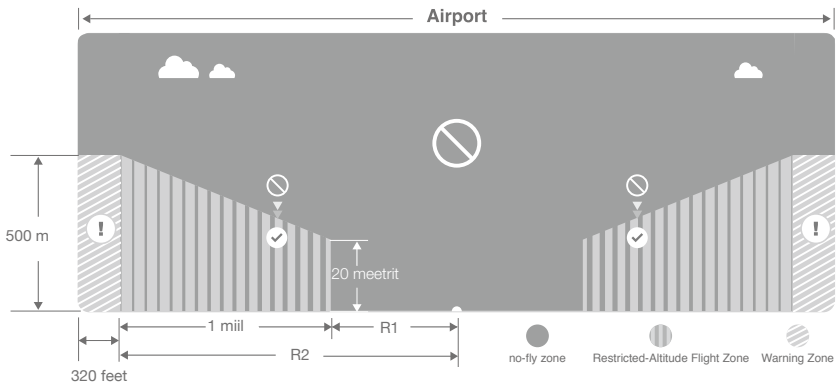 Airport
500 m
20 meetrit
1 miil
R1
R2
320 feet
no-fly zone
Restricted-Altitude Flight Zone
Warning Zone